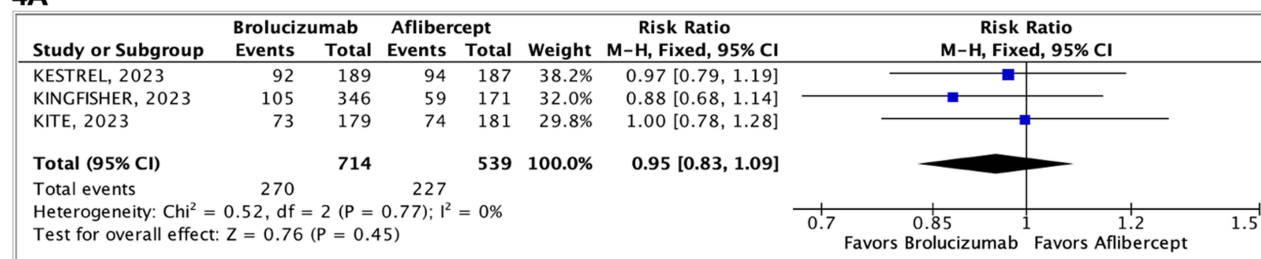 4A
Brolucizumab Aflibercept Risk Ratio Risk Ratio
Study or Subgroup Events Total Events Total Weight M-H, Fixed, 95% CI M-H, Fixed, 95% CI
KESTREL, 2023 92 189 94 187 38.2% 0.97 [0.79, 1.19]
KINGFISHER, 2023 105 346 59 171 32.0% 0.88 [0.68, 1.14]
KITE, 2023 73 179 74 181 29.8% 1.00 [0.78, 1.28]
Total (95% CI) 714 539 100.0% 0.95 [0.83, 1.09]
Total events 270 227
Heterogeneity: Chi² = 0.52, df = 2 (P = 0.77); I² = 0%
Test for overall effect: Z = 0.76 (P = 0.45)
0.7 0.85 1 1.2 1.5
Favors Brolucizumab Favors Aflibercept